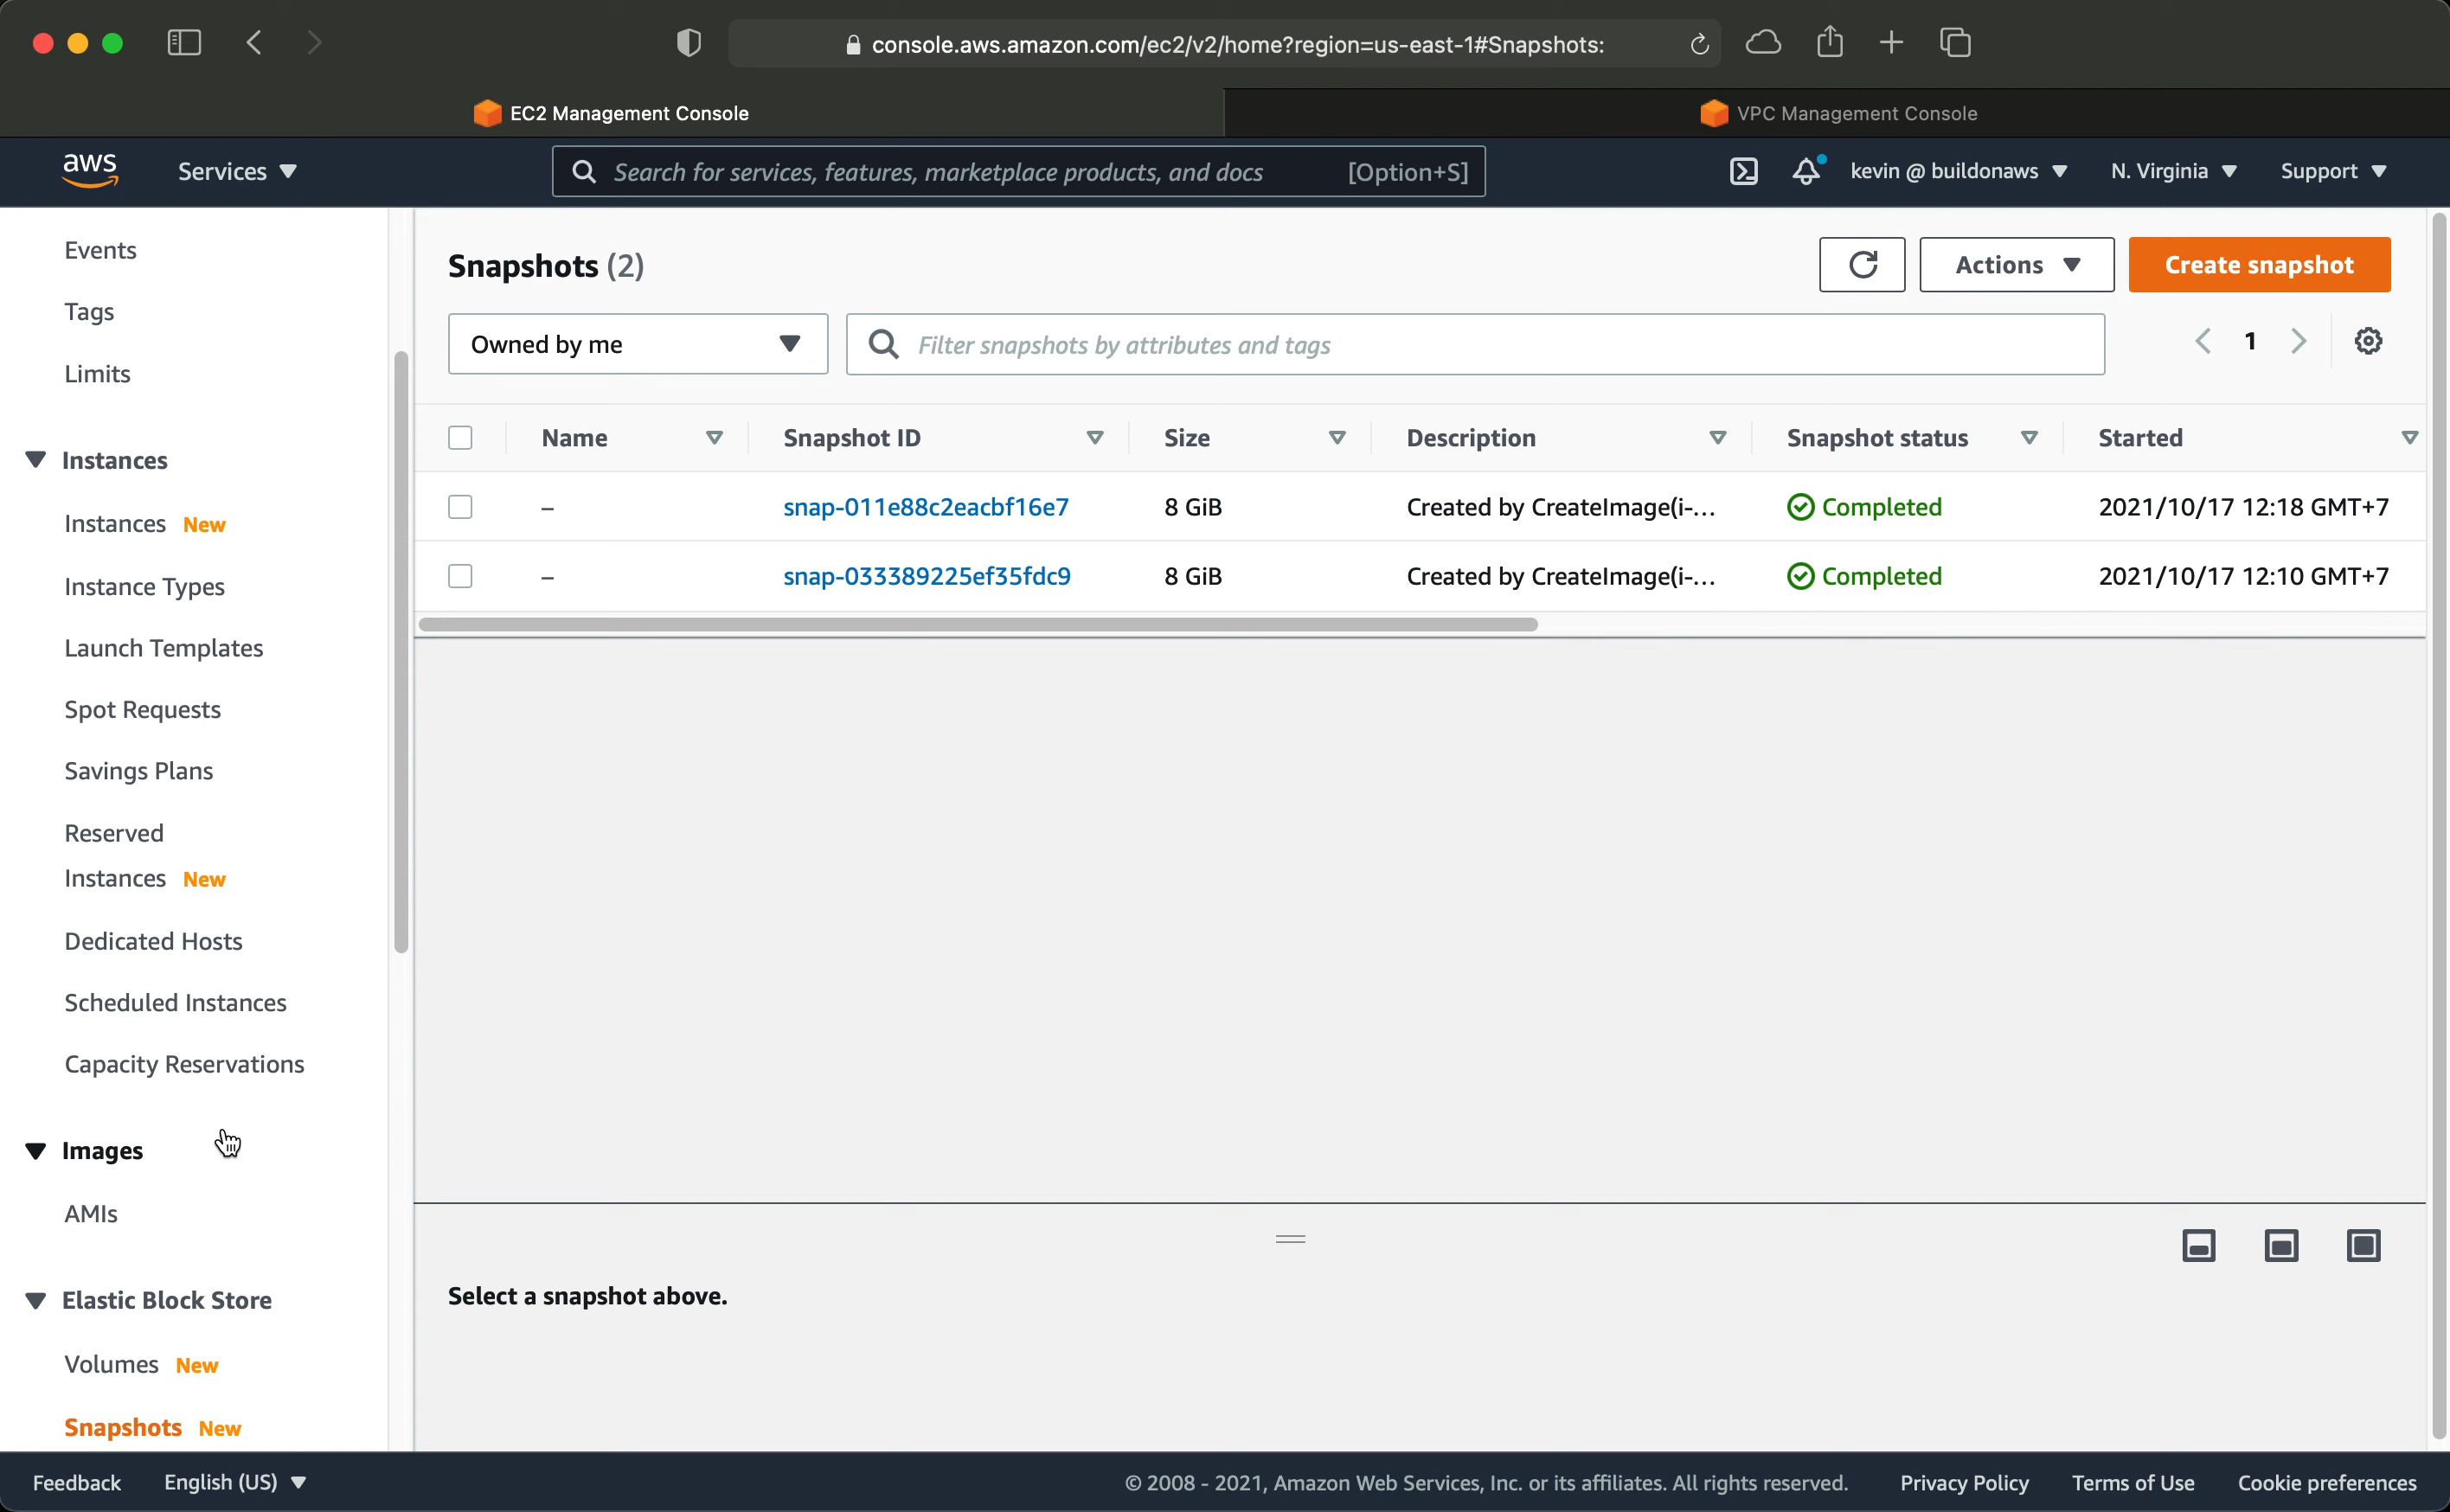 console.aws.amazon.com/ec2/v2/home?region=us-east-1#Snapshots:
EC2 Management Console
VPC Management Console
aws
Services
Search for services, features, marketplace products, and docs
[Option+S]
kevin @ buildonaws
N. Virginia
Support
Events
Tags
Limits
Instances
Instances New
Instance Types
Launch Templates
Spot Requests
Savings Plans
Reserved
Instances New
Dedicated Hosts
Scheduled Instances
Capacity Reservations
Images
AMIs
Elastic Block Store
Volumes New
Snapshots New
Snapshots (2)
Actions
Create snapshot
Owned by me
Filter snapshots by attributes and tags
1
Name Snapshot ID Size Description Snapshot status Started
– snap-011e88c2eacbf16e7 8 GiB Created by CreateImage(i-... Completed 2021/10/17 12:18 GMT+7
– snap-033389225ef35fdc9 8 GiB Created by CreateImage(i-... Completed 2021/10/17 12:10 GMT+7
Select a snapshot above.
Feedback
English (US)
© 2008 - 2021, Amazon Web Services, Inc. or its affiliates. All rights reserved.
Privacy Policy
Terms of Use
Cookie preferences